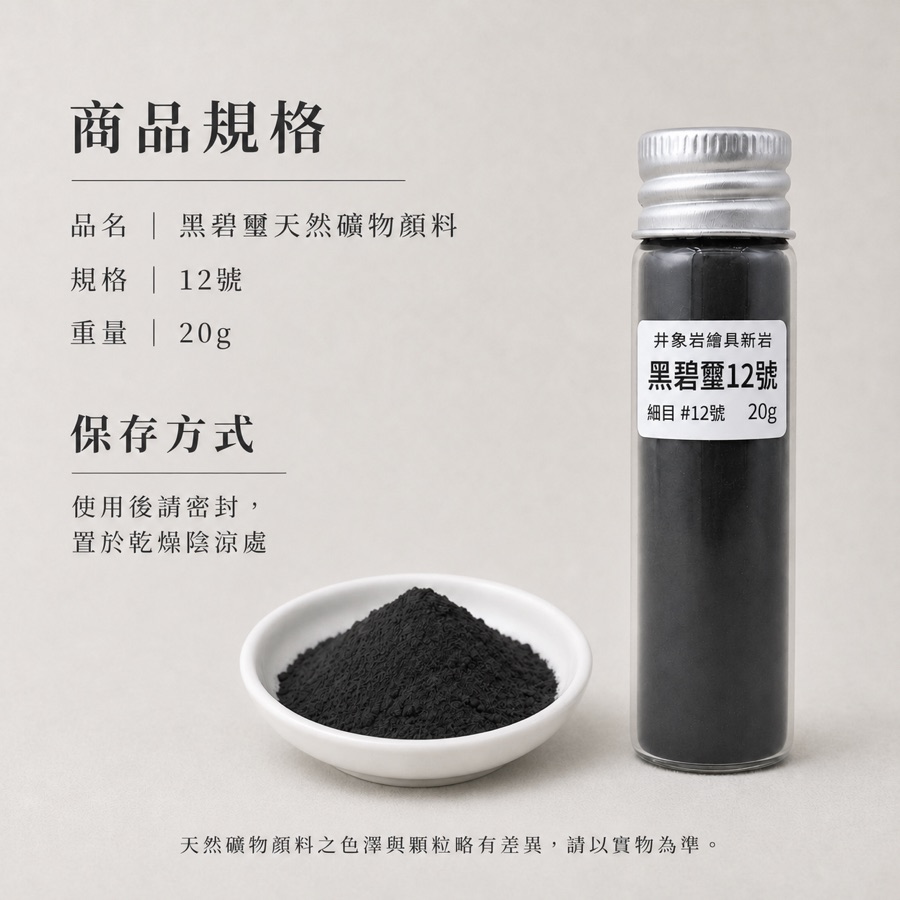 商品規格
品名｜黑碧璽天然礦物顏料
規格｜12號
重量｜20g
保存方式
使用後請密封，
置於乾燥陰涼處
井象岩繪具新岩
黑碧璽12號
細目 #12號 20g
天然礦物顏料之色澤與顆粒略有差異，請以實物為準。